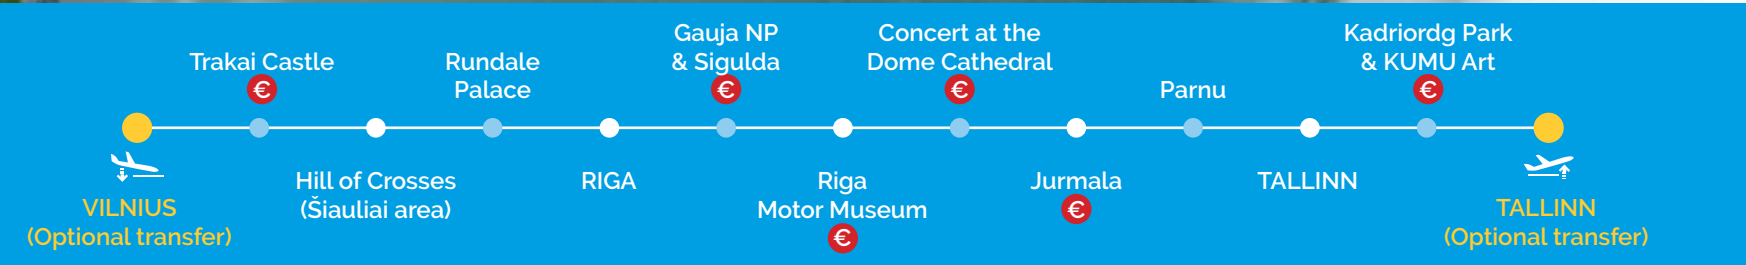 VILNIUS
(Optional transfer)
Trakai Castle
€
Hill of Crosses
(Šiauliai area)
Rundale
Palace
RIGA
Gauja NP
& Sigulda
€
Riga
Motor Museum
€
Concert at the
Dome Cathedral
€
Jurmala
€
Parnu
TALLINN
Kadriordg Park
& KUMU Art
€
TALLINN
(Optional transfer)